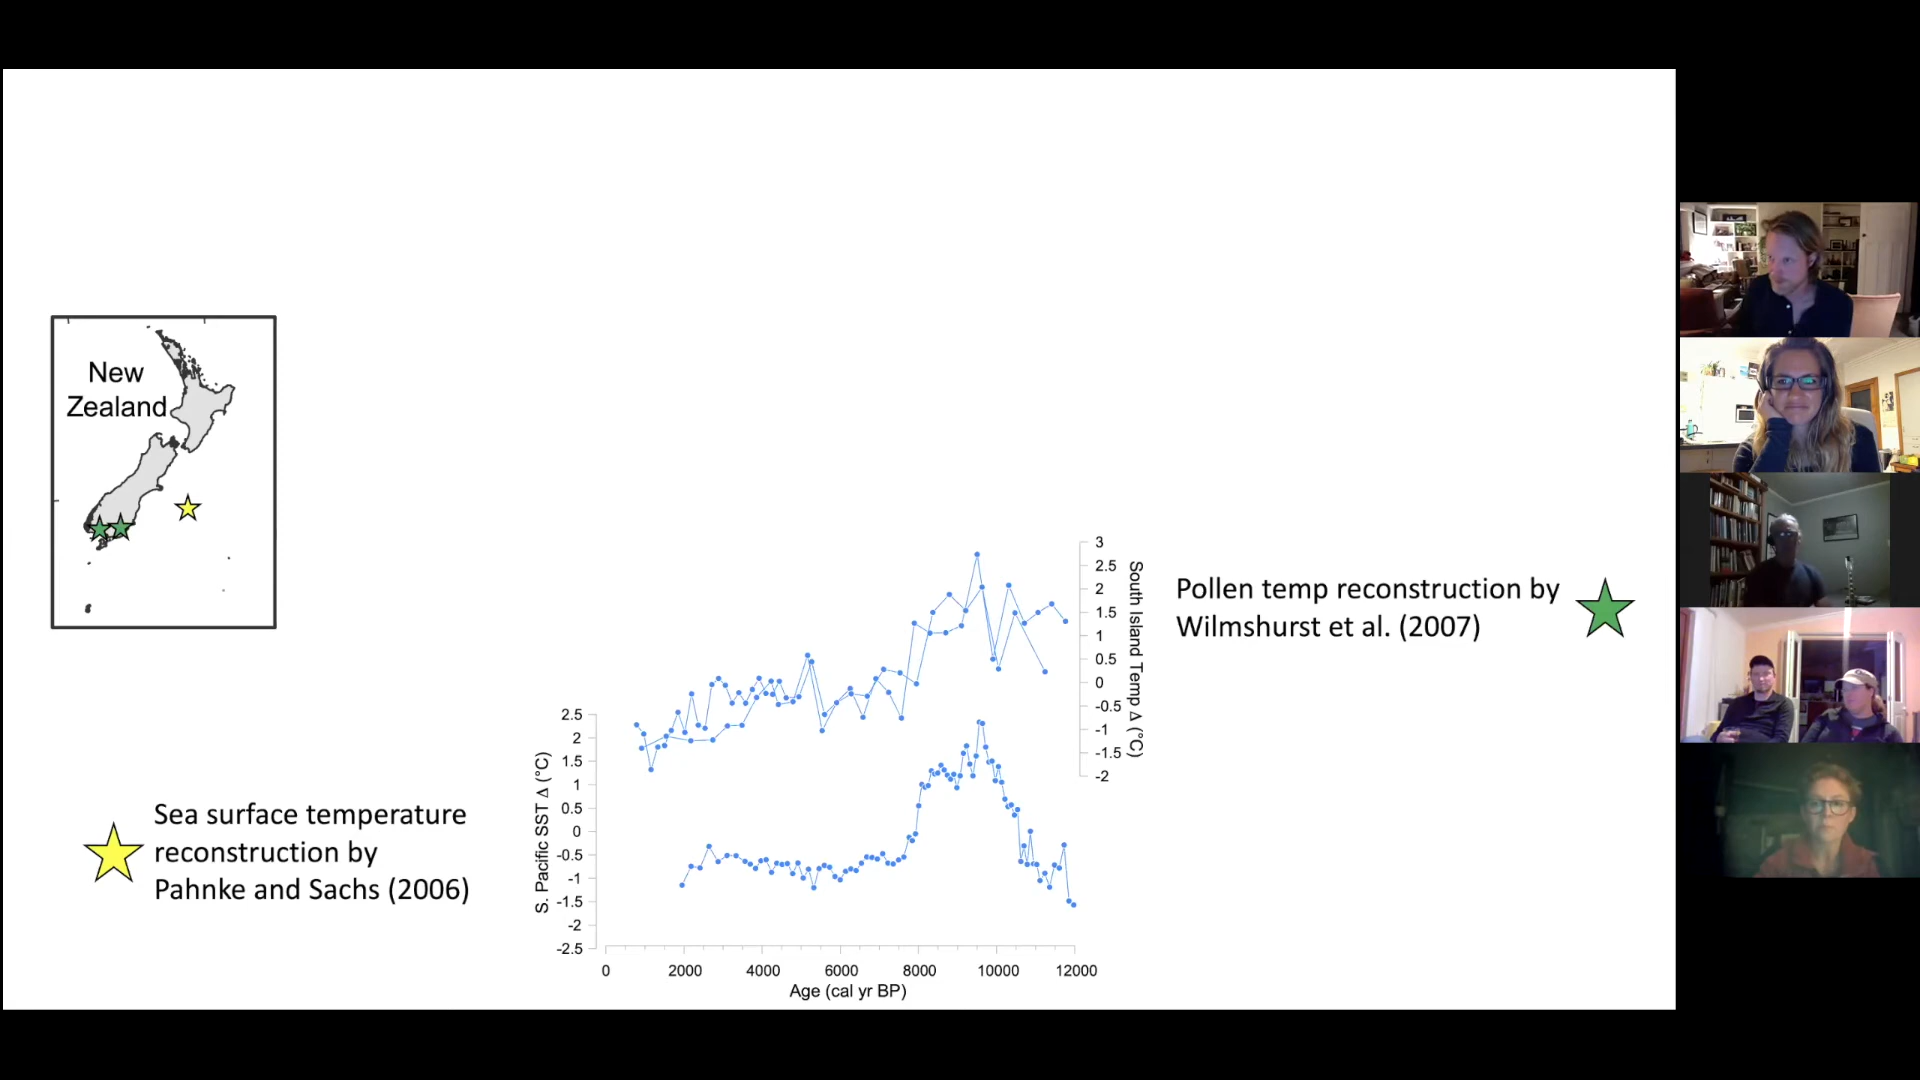 New
Zealand
Sea surface temperature
reconstruction by
Pahnke and Sachs (2006)
Pollen temp reconstruction by
Wilmshurst et al. (2007)
3
2.5
2
1.5
1
0.5
0
-0.5
-1
-1.5
-2
South Island Temp Δ (°C)
2.5
2
1.5
1
0.5
0
-0.5
-1
-1.5
-2
-2.5
S. Pacific SST Δ (°C)
0 2000 4000 6000 8000 10000 12000
Age (cal yr BP)